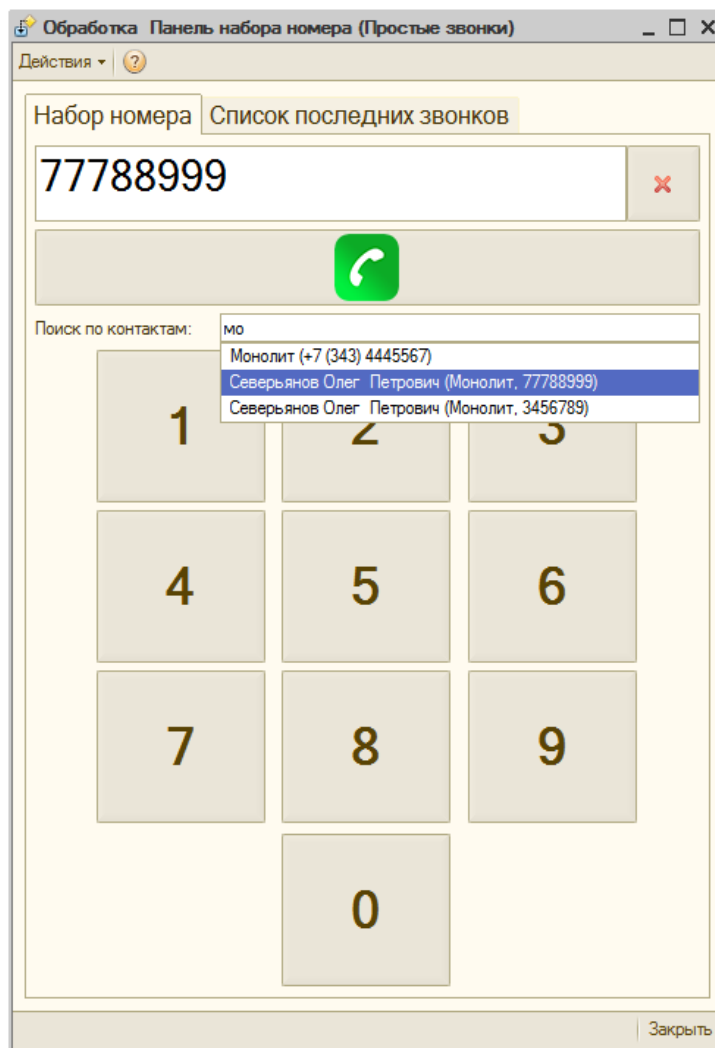 Обработка Панель набора номера (Простые звонки)
Действия
?
Набор номера Список последних звонков
77788999
Поиск по контактам: мо
Монолит (+7 (343) 4445567)
Северьянов Олег Петрович (Монолит, 77788999)
Северьянов Олег Петрович (Монолит, 3456789)
1 2 3
4 5 6
7 8 9
0
Закрыть